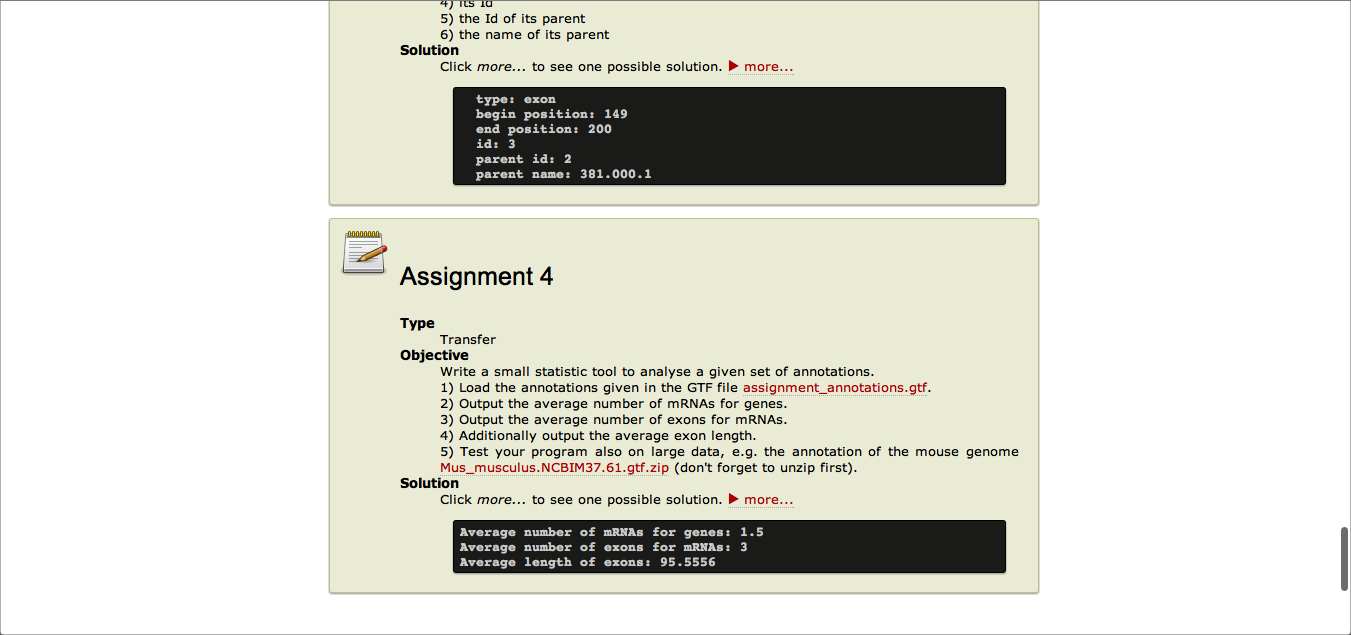 4) its Id
5) the Id of its parent
6) the name of its parent
Solution
Click more... to see one possible solution. ▶ more...
type: exon
begin position: 149
end position: 200
id: 3
parent id: 2
parent name: 381.000.1
Assignment 4
Type
Transfer
Objective
Write a small statistic tool to analyse a given set of annotations.
1) Load the annotations given in the GTF file assignment_annotations.gtf.
2) Output the average number of mRNAs for genes.
3) Output the average number of exons for mRNAs.
4) Additionally output the average exon length.
5) Test your program also on large data, e.g. the annotation of the mouse genome
Mus_musculus.NCBIM37.61.gtf.zip (don't forget to unzip first).
Solution
Click more... to see one possible solution. ▶ more...
Average number of mRNAs for genes: 1.5
Average number of exons for mRNAs: 3
Average length of exons: 95.5556